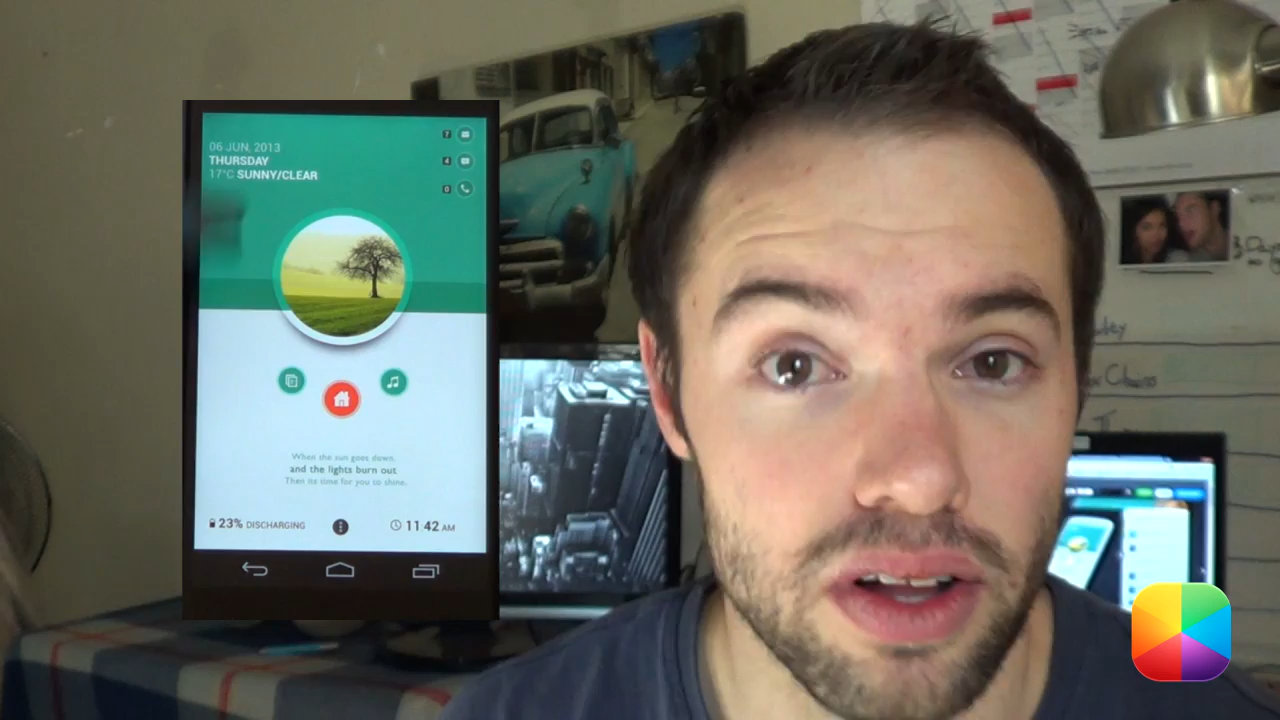 06 JUN, 2013
THURSDAY
17°C SUNNY/CLEAR
7
4
0
When the sun goes down,
and the lights burn out
Then its time for you to shine.
23% DISCHARGING
11 42 AM